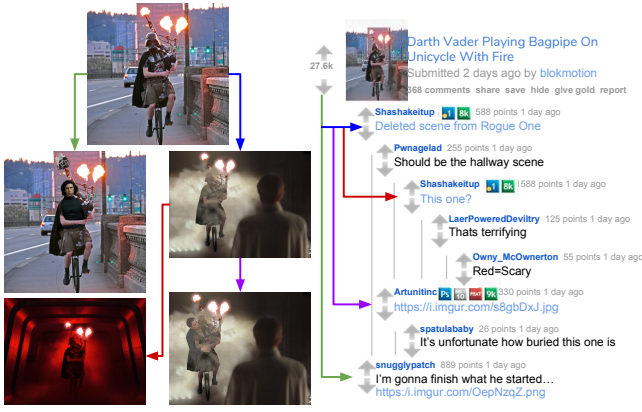 Darth Vader Playing Bagpipe On
Unicycle With Fire
27.6k
Submitted 2 days ago by blokmotion
368 comments share save hide give gold report
Shashakeitup 1 8k 588 points 1 day ago
Deleted scene from Rogue One
Pwnagelad 255 points 1 day ago
Should be the hallway scene
Shashakeitup 1 8k 588 points 1 day ago
This one?
LaerPoweredDeviltry 125 points 1 day ago
Thats terrifying
Owny_McOwnerton 55 points 1 day ago
Red=Scary
Artunitinc Ps 10 9k 330 points 1 day ago
https://i.imgur.com/s8gbDxJ.jpg
spatulababy 26 points 1 day ago
It's unfortunate how buried this one is
snugglypatch 889 points 1 day ago
I'm gonna finish what he started…
https://i.imgur.com/OepNzqZ.png